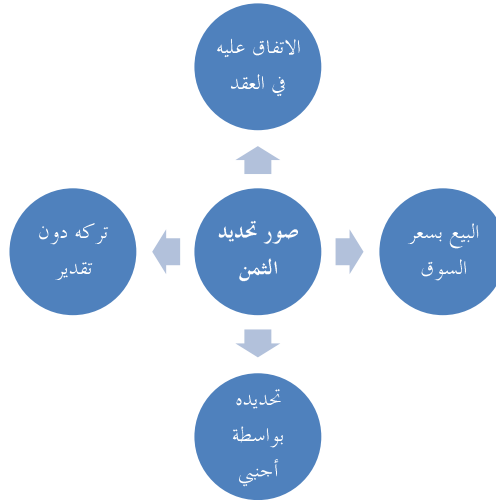 الاتفاق عليه
في العقد
صور تحديد
الثمن
البيع بسعر
السوق
تركه دون
تقدير
تحديده
بواسطة
أجنبي